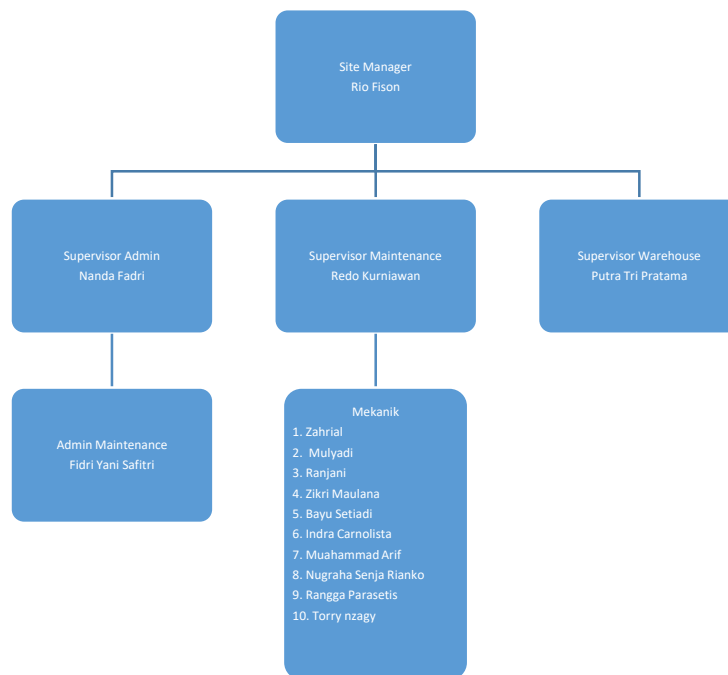 Site Manager
Rio Fison
Supervisor Admin
Nanda Fadri
Supervisor Maintenance
Redo Kurniawan
Supervisor Warehouse
Putra Tri Pratama
Admin Maintenance
Fidri Yani Safitri
Mekanik
1. Zahrial
2. Mulyadi
3. Ranjani
4. Zikri Maulana
5. Bayu Setiadi
6. Indra Carnolista
7. Muahammad Arif
8. Nugraha Senja Rianko
9. Rangga Parasetis
10. Torry nzagy